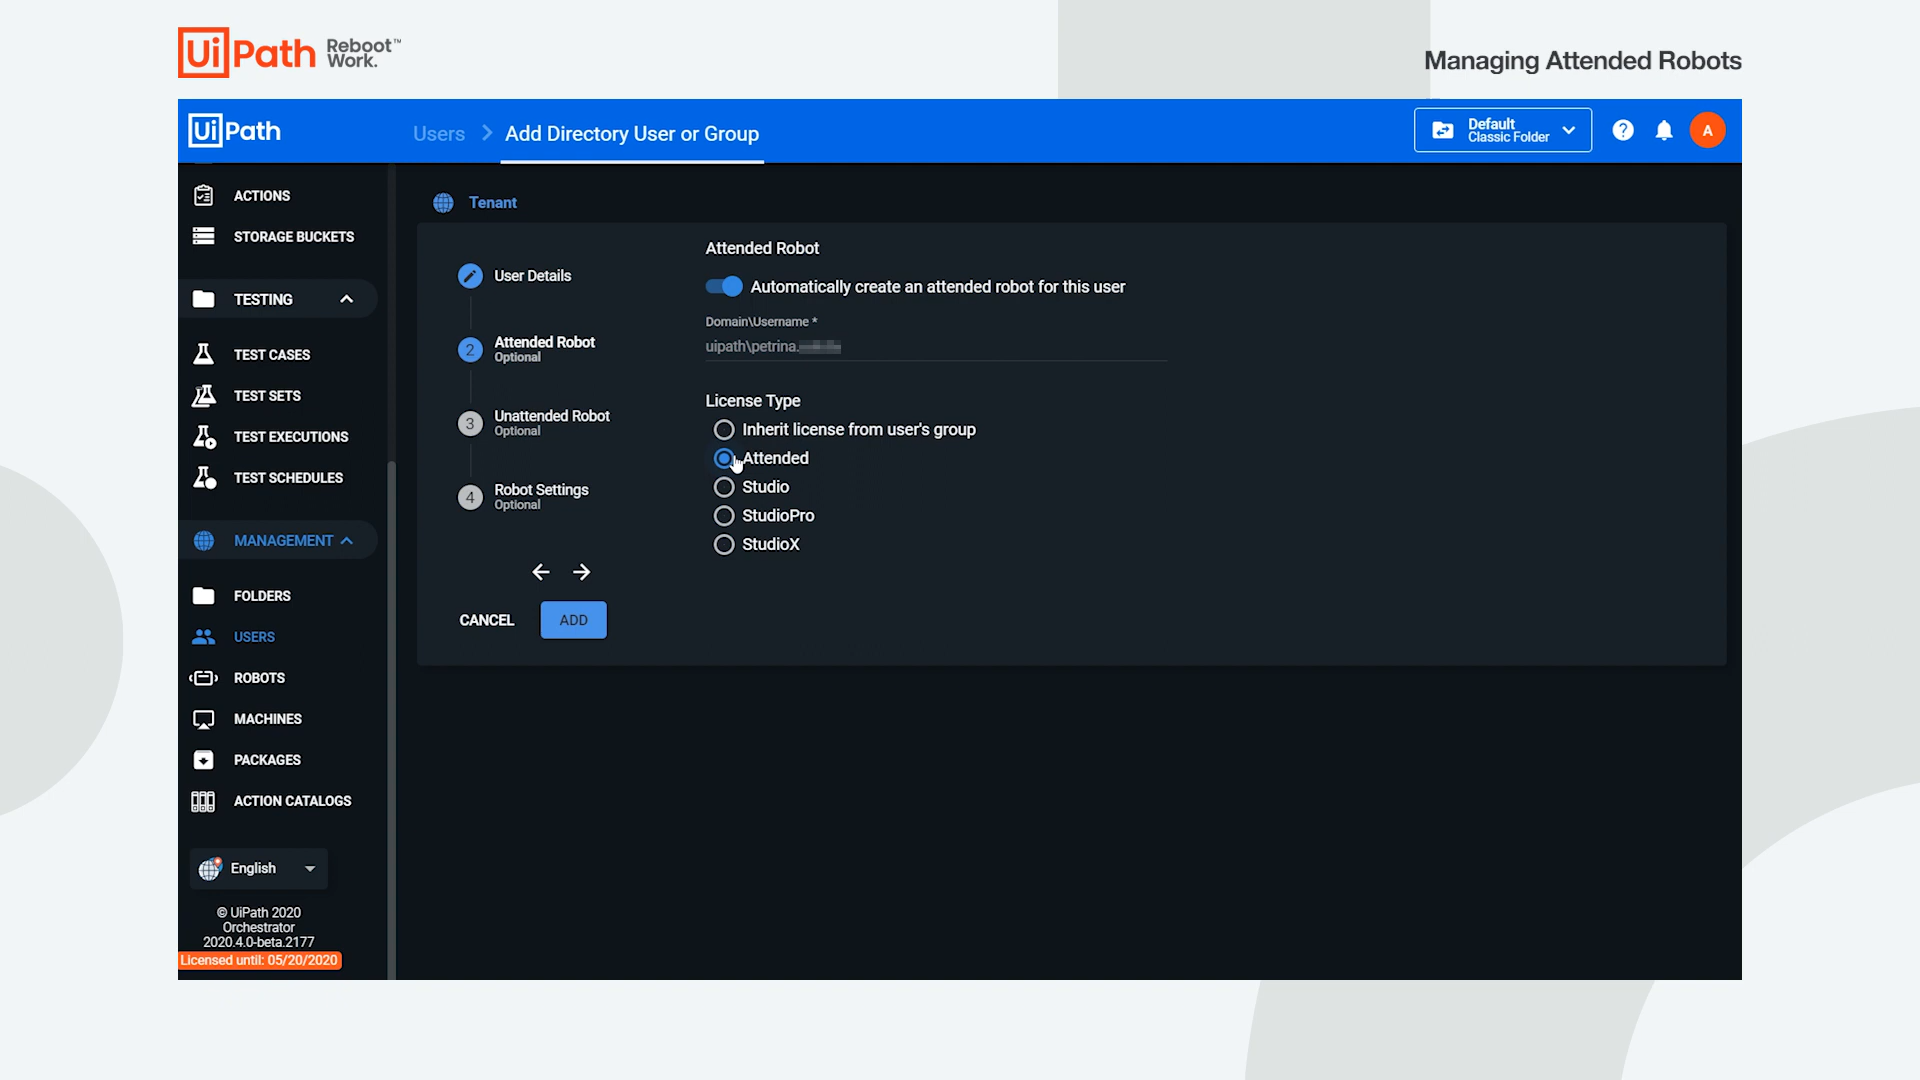 UiPath Reboot Work.™
Managing Attended Robots
UiPath
Users > Add Directory User or Group
Default
Classic Folder
?
A
ACTIONS
STORAGE BUCKETS
TESTING
TEST CASES
TEST SETS
TEST EXECUTIONS
TEST SCHEDULES
MANAGEMENT
FOLDERS
USERS
ROBOTS
MACHINES
PACKAGES
ACTION CATALOGS
English
© UiPath 2020
Orchestrator
2020.4.0-beta.2177
Licensed until: 05/20/2020
Tenant
User Details
2 Attended Robot
Optional
3 Unattended Robot
Optional
4 Robot Settings
Optional
CANCEL ADD
Attended Robot
Automatically create an attended robot for this user
Domain\Username *
uipath\petrina.
License Type
Inherit license from user's group
Attended
Studio
StudioPro
StudioX